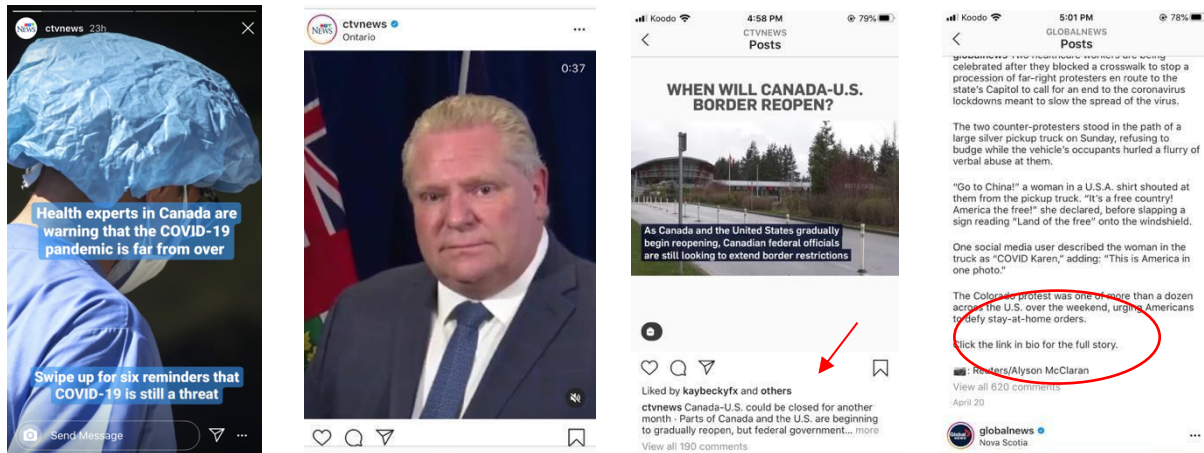 NEWS ctvnews 23h
Health experts in Canada are
warning that the COVID-19
pandemic is far from over
Swipe up for six reminders that
COVID-19 is still a threat
Send Message
NEWS ctvnews
Ontario
0:37
Koodo 4:58 PM 79%
CTVNEWS
Posts
WHEN WILL CANADA-U.S.
BORDER REOPEN?
As Canada and the United States gradually
begin reopening, Canadian federal officials
are still looking to extend border restrictions
Liked by kaybeckyfx and others
ctvnews Canada-U.S. could be closed for another
month - Parts of Canada and the U.S. are beginning
to gradually reopen, but federal government... more
View all 190 comments
Koodo 5:01 PM 78%
GLOBALNEWS
Posts
globalnews Two healthcare workers are being
celebrated after they blocked a crosswalk to stop a
procession of far-right protesters en route to the
state's Capitol to call for an end to the coronavirus
lockdowns meant to slow the spread of the virus.
The two counter-protesters stood in the path of a
large silver pickup truck on Sunday, refusing to
budge while the vehicle's occupants hurled a flurry of
verbal abuse at them.
"Go to China!" a woman in a U.S.A. shirt shouted at
them from the pickup truck. "It's a free country!
America the free!" she declared, before slapping a
sign reading "Land of the free" onto the windshield.
One social media user described the woman in the
truck as "COVID Karen," adding: "This is America in
one photo."
The Colorado protest was one of more than a dozen
across the U.S. over the weekend, urging Americans
to defy stay-at-home orders.
Click the link in bio for the full story.
: Reuters/Alyson McClaran
View all 620 comments
April 20
Global NEWS globalnews
Nova Scotia